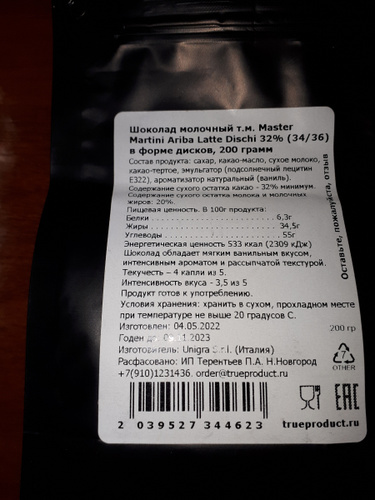 Шоколад молочный т.м. Master
Martini Ariba Latte Dischi 32% (34/36)
в форме дисков, 200 грамм
Состав продукта: сахар, какао-масло, сухое молоко,
какао-тертое, эмульгатор (подсолнечный лецитин
E322), ароматизатор натуральный (ваниль).
Содержание сухого остатка какао - 32% минимум.
Содержание сухого остатка молока и молочных
жиров: 20%.
Пищевая ценность. В 100г продукта:
Белки . . . . . . . . . . . . . . . . . . . . 6,3г
Жиры . . . . . . . . . . . . . . . . . . . . 34,5г
Углеводы . . . . . . . . . . . . . . . . . . 55г
Энергетическая ценность 533 ккал (2309 кДж)
Шоколад обладает мягким ванильным вкусом,
интенсивным ароматом и рассыпчатой текстурой.
Текучесть – 4 капли из 5.
Интенсивность вкуса - 3,5 из 5
Продукт готов к употреблению.
Условия хранения: хранить в сухом, прохладном месте
при температуре не выше 20 градусов С.
Изготовлен: 04.05.2022
Годен до 11.2023
Изготовитель: Unigra S.r.l. (Италия)
Расфасовано: ИП Терентьев П.А. Н.Новгород
+7(910)1231436. order@trueproduct.ru
2 039527 344623
Оставьте, пожалуйста, отзыв
200 гр
7
OTHER
EAC
trueproduct.ru